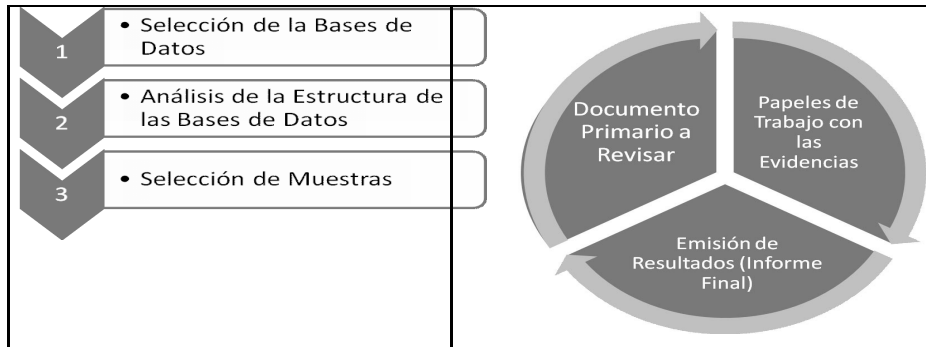 1
• Selección de la Bases de
Datos
2
• Análisis de la Estructura de
las Bases de Datos
3
• Selección de Muestras
Documento
Primario a
Revisar
Papeles de
Trabajo con
las
Evidencias
Emisión de
Resultados (Informe
Final)